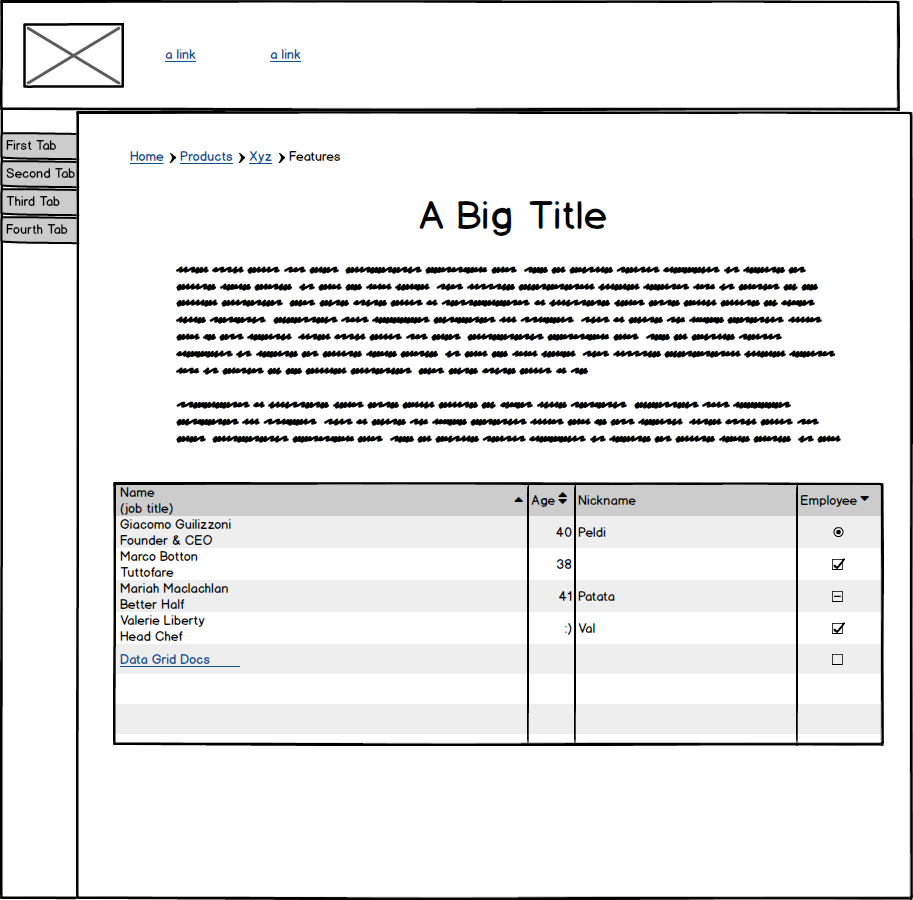 a link
a link
First Tab
Second Tab
Third Tab
Fourth Tab
Home Products Xyz Features
A Big Title
Name
(job title)
Age
Nickname
Employee
Giacomo Guilizzoni
Founder & CEO
40
Peldi
Marco Botton
Tuttofare
38
Mariah Maclachlan
Better Half
41
Patata
Valerie Liberty
Head Chef
:)
Val
Data Grid Docs